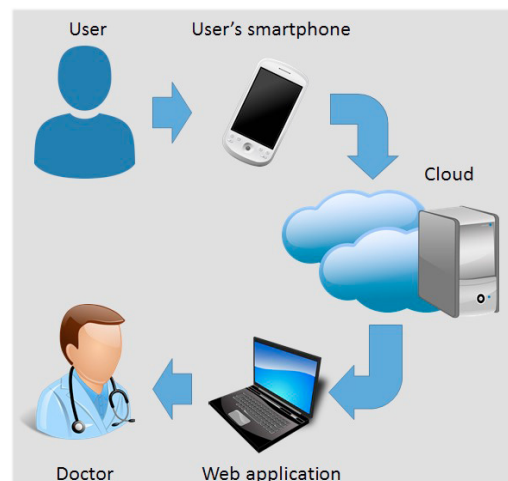 User
User's smartphone
Cloud
Doctor
Web application